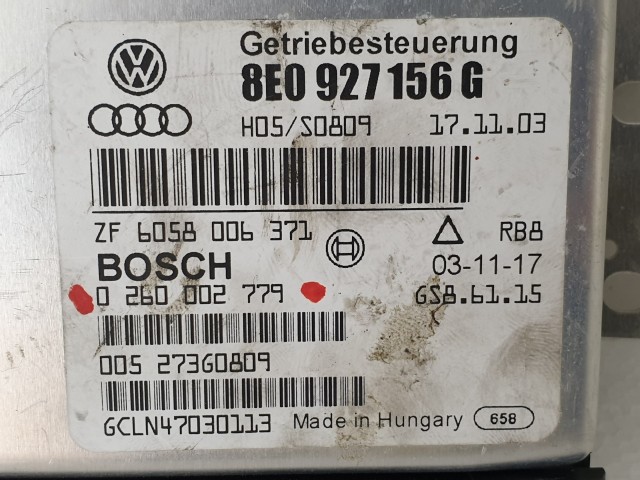 Getriebesteuerung
8E0 927 156 G
H05/S0809 17.11.03
ZF 6058 006 371 RB8
BOSCH 03-11-17
0 260 002 779 GS8.61.15
005 27360809
GCLN47030113 Made in Hungary 658